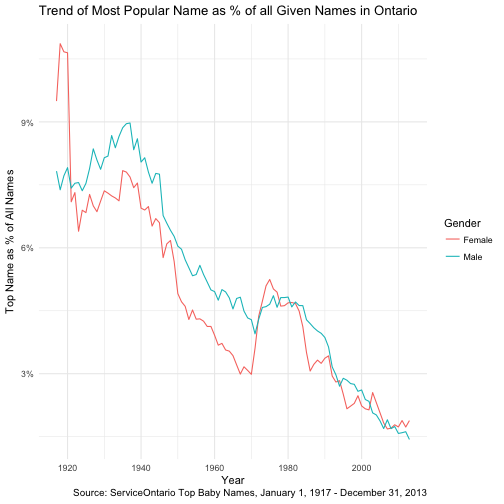 Trend of Most Popular Name as % of all Given Names in Ontario
Top Name as % of All Names
9%
6%
3%
1920 1940 1960 1980 2000
Year
Gender
Female
Male
Source: ServiceOntario Top Baby Names, January 1, 1917 - December 31, 2013